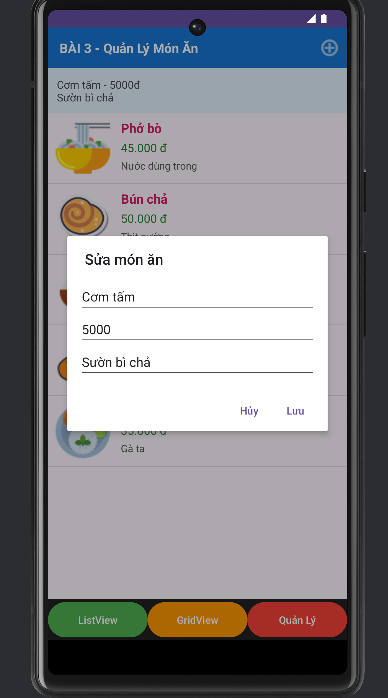 BÀI 3 - Quản Lý Món Ăn
Cơm tấm - 5000đ
Sườn bì chả
Phở bò
45.000 đ
Nước dùng trong
Bún chả
50.000 đ
Thịt nướng
Sửa món ăn
Cơm tấm
5000
Sườn bì chả
Hủy
Lưu
35.000 đ
Gà ta
ListView
GridView
Quản Lý